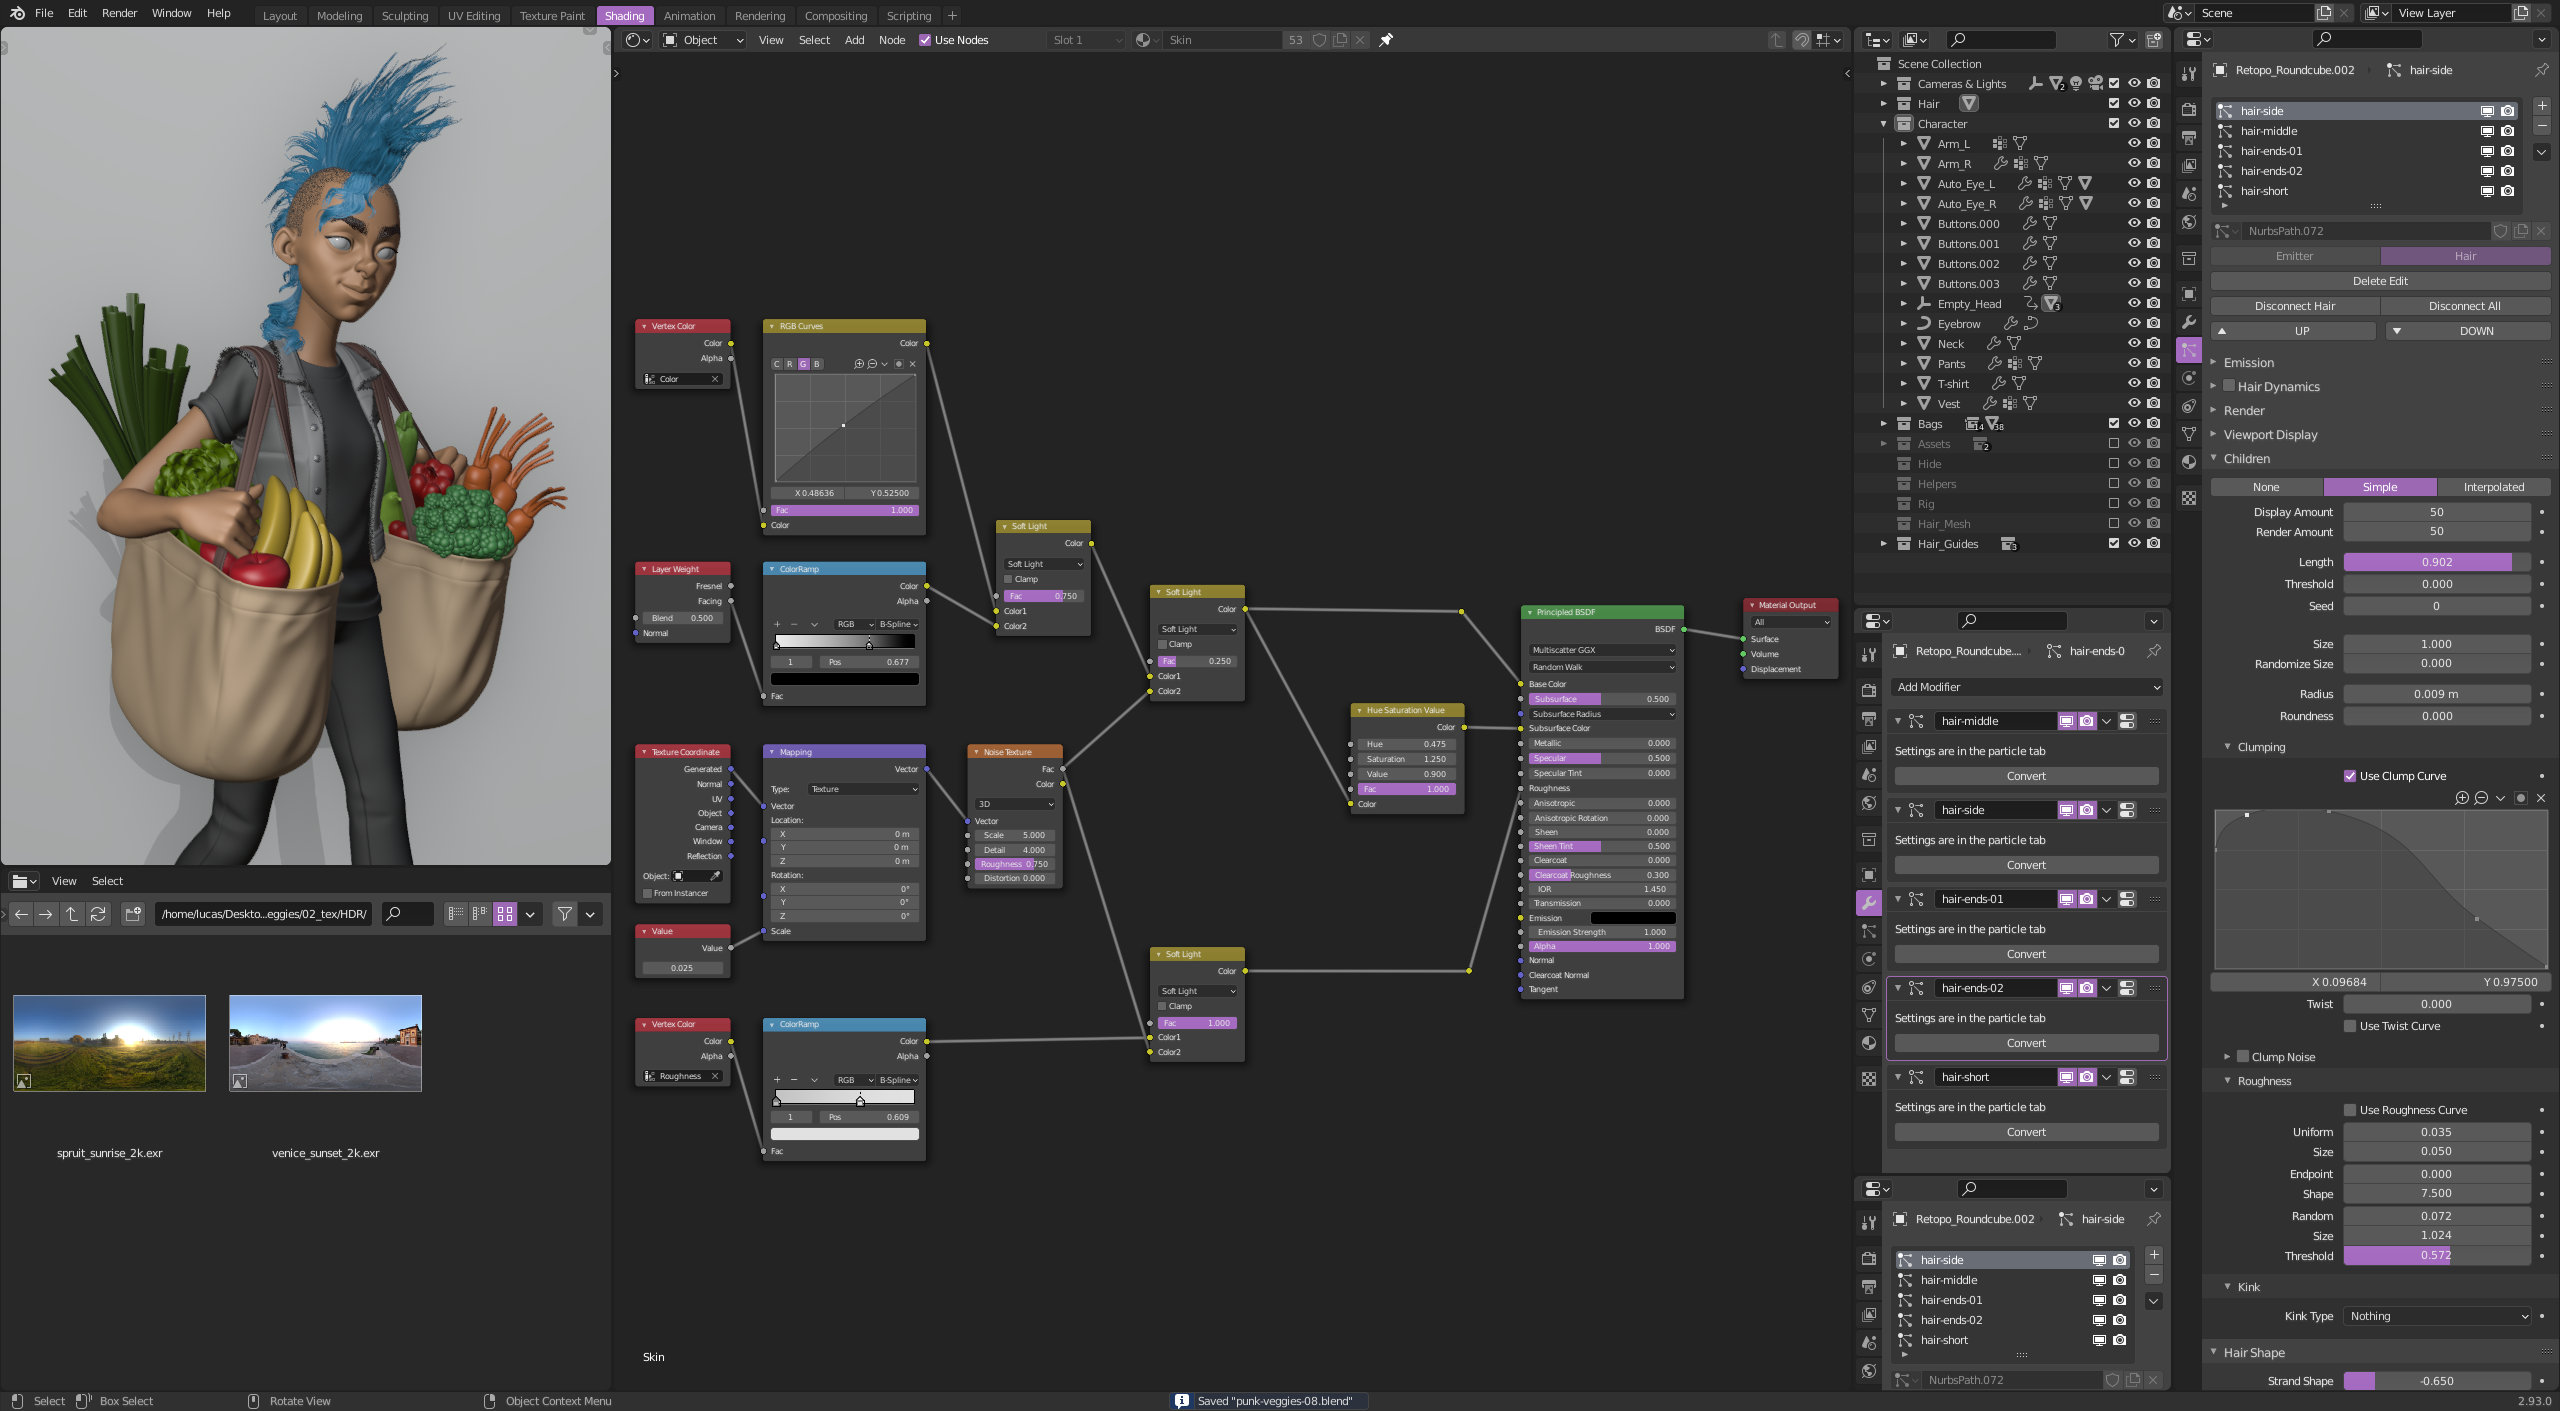 File Edit Render Window Help
Layout Modeling Sculpting UV Editing Texture Paint Shading Animation Rendering Compositing Scripting +
Scene
View Layer
Object View Select Add Node Use Nodes Slot 1 Skin 53
Vertex Color
Color
Alpha
Color
RGB Curves
Color
C R G B
X 0.48636 Y 0.52500
Fac 1.000
Color
Layer Weight
Fresnel
Facing
Blend 0.500
Normal
ColorRamp
Color
Alpha
RGB B-Spline
1 Pos 0.677
Fac
Soft Light
Color
Soft Light
Clamp
Fac 0.750
Color1
Color2
Soft Light
Color
Soft Light
Clamp
Fac 0.250
Color1
Color2
Texture Coordinate
Generated
Normal
UV
Object
Camera
Window
Reflection
Object:
From Instancer
Mapping
Vector
Type: Texture
Vector
Location:
X 0 m
Y 0 m
Z 0 m
Rotation:
X 0°
Y 0°
Z 0°
Scale
Noise Texture
Fac
Color
3D
Vector
Scale 5.000
Detail 4.000
Roughness 0.750
Distortion 0.000
Value
Value
0.025
Vertex Color
Color
Alpha
Roughness
ColorRamp
Color
Alpha
RGB B-Spline
1 Pos 0.609
Fac
Soft Light
Color
Soft Light
Clamp
Fac 1.000
Color1
Color2
Hue Saturation Value
Color
Hue 0.475
Saturation 1.250
Value 0.900
Fac 1.000
Color
Principled BSDF
BSDF
Multiscatter GGX
Random Walk
Base Color
Subsurface 0.500
Subsurface Radius
Subsurface Color
Metallic 0.000
Specular 0.500
Specular Tint 0.000
Roughness
Anisotropic 0.000
Anisotropic Rotation 0.000
Sheen 0.000
Sheen Tint 0.500
Clearcoat 0.000
Clearcoat Roughness 0.300
IOR 1.450
Transmission 0.000
Emission
Emission Strength 1.000
Alpha 1.000
Normal
Clearcoat Normal
Tangent
Material Output
All
Surface
Volume
Displacement
Skin
View Select
/home/lucas/Deskto...eggies/02_tex/HDR/
spruit_sunrise_2k.exr
venice_sunset_2k.exr
Scene Collection
Cameras & Lights 2
Hair
Character
Arm_L
Arm_R
Auto_Eye_L
Auto_Eye_R
Buttons.000
Buttons.001
Buttons.002
Buttons.003
Empty_Head 3
Eyebrow
Neck
Pants
T-shirt
Vest
Bags 14 38
Assets 2
Hide
Helpers
Rig
Hair_Mesh
Hair_Guides 3
Retopo_Roundcube.... hair-ends-0
Add Modifier
hair-middle
Settings are in the particle tab
Convert
hair-side
Settings are in the particle tab
Convert
hair-ends-01
Settings are in the particle tab
Convert
hair-ends-02
Settings are in the particle tab
Convert
hair-short
Settings are in the particle tab
Convert
Retopo_Roundcube.002 hair-side
hair-side
hair-middle
hair-ends-01
hair-ends-02
hair-short
NurbsPath.072
Retopo_Roundcube.002 hair-side
hair-side
hair-middle
hair-ends-01
hair-ends-02
hair-short
NurbsPath.072
Emitter Hair
Delete Edit
Disconnect Hair Disconnect All
UP DOWN
Emission
Hair Dynamics
Render
Viewport Display
Children
None Simple Interpolated
Display Amount 50
Render Amount 50
Length 0.902
Threshold 0.000
Seed 0
Size 1.000
Randomize Size 0.000
Radius 0.009 m
Roundness 0.000
Clumping
Use Clump Curve
X 0.09684 Y 0.97500
Twist 0.000
Use Twist Curve
Clump Noise
Roughness
Use Roughness Curve
Uniform 0.035
Size 0.050
Endpoint 0.000
Shape 7.500
Random 0.072
Size 1.024
Threshold 0.572
Kink
Kink Type Nothing
Hair Shape
Strand Shape -0.650
Select Box Select Rotate View Object Context Menu Saved "punk-veggies-08.blend" 2.93.0